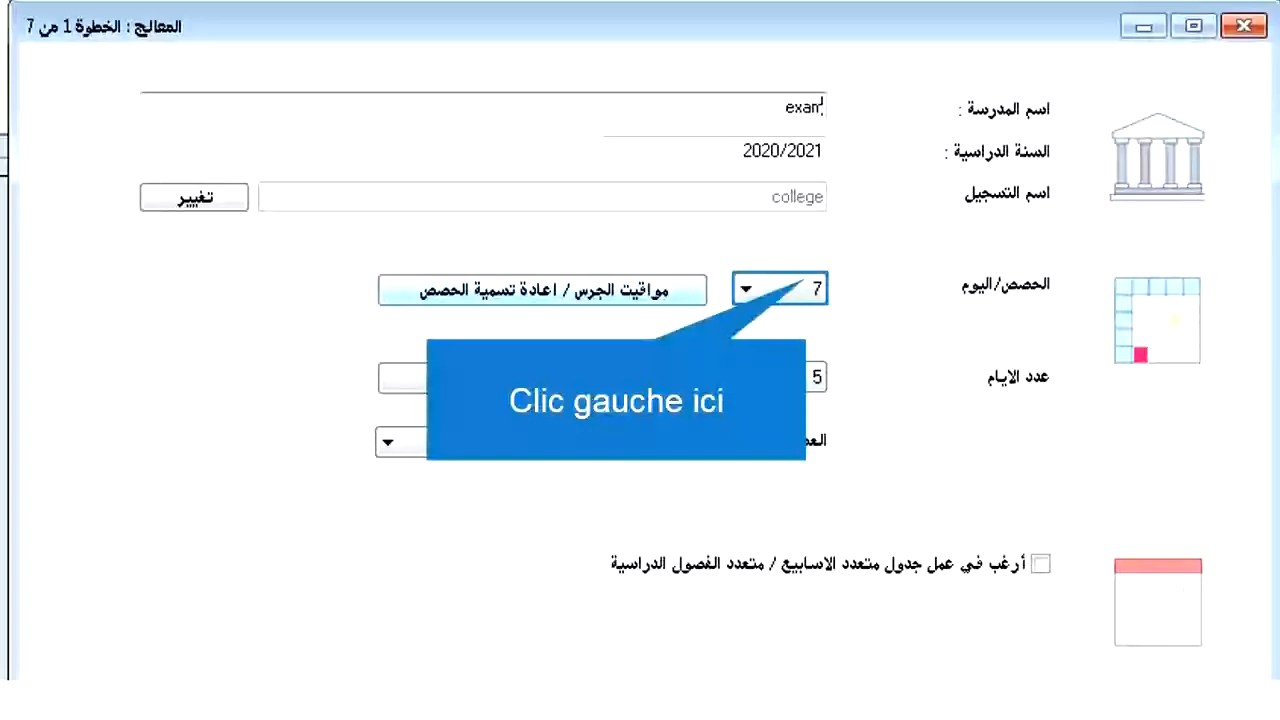 المعالج : الخطوة 1 من 7
اسم المدرسة :
exam
السنة الدراسية :
2020/2021
اسم التسجيل
college
تغيير
الحصص/اليوم
7
مواقيت الجرس / اعادة تسمية الحصص
عدد الايام
5
Clic gauche ici
أرغب في عمل جدول متعدد الاسابيع / متعدد الفصول الدراسية